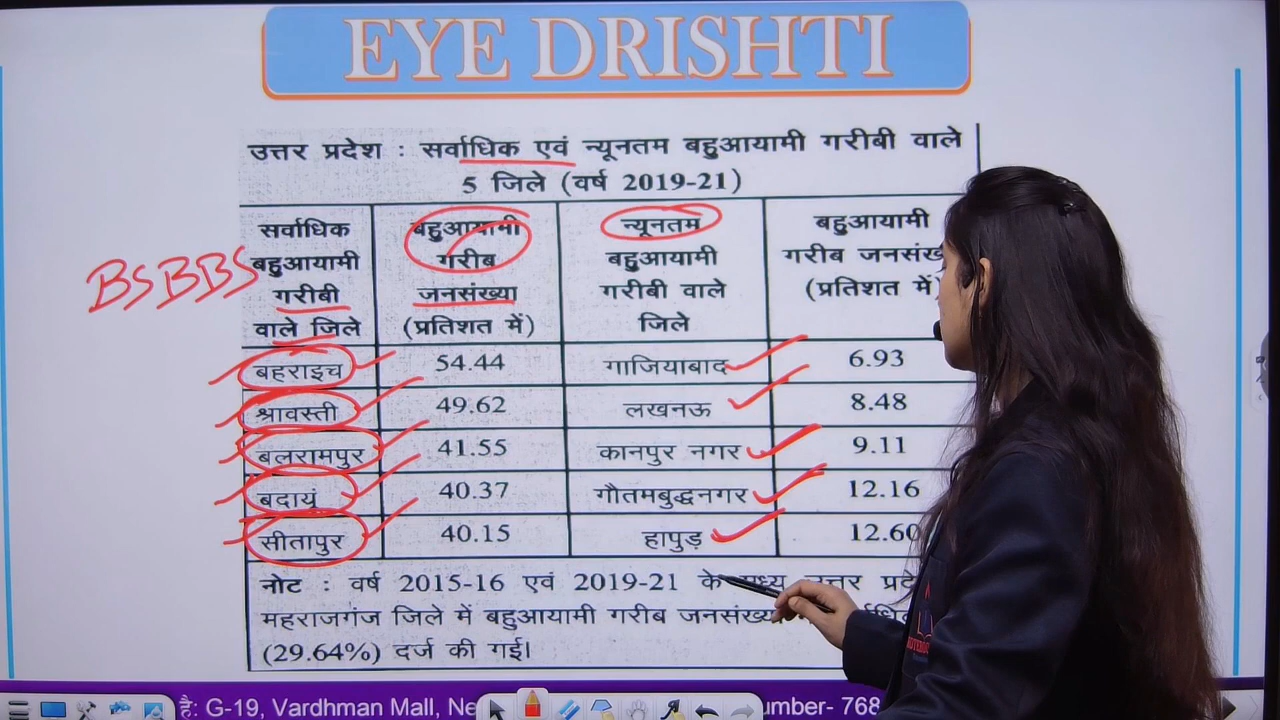 EYE DRISHTI
उत्तर प्रदेश : सर्वाधिक एवं न्यूनतम बहुआयामी गरीबी वाले
5 जिले (वर्ष 2019-21)
सर्वाधिक बहुआयामी गरीबी वाले जिले
बहुआयामी गरीब जनसंख्या (प्रतिशत में)
न्यूनतम बहुआयामी गरीबी वाले जिले
बहुआयामी गरीब (प्रतिशत में)
BSBBS
बहराइच 54.44 गाजियाबाद 6.93
श्रावस्ती 49.62 लखनऊ 8.48
बलरामपुर 41.55 कानपुर नगर 9.11
बदायूं 40.37 गौतमबुद्धनगर 12.16
सीतापुर 40.15 हापुड़ 12.60
नोट : वर्ष 2015-16 एवं 2019-21 के मध्य उत्तर
महराजगंज जिले में बहुआयामी गरीब जनसंख्या
(29.64%) दर्ज की गई।
है: G-19, Vardhman Mall, 768